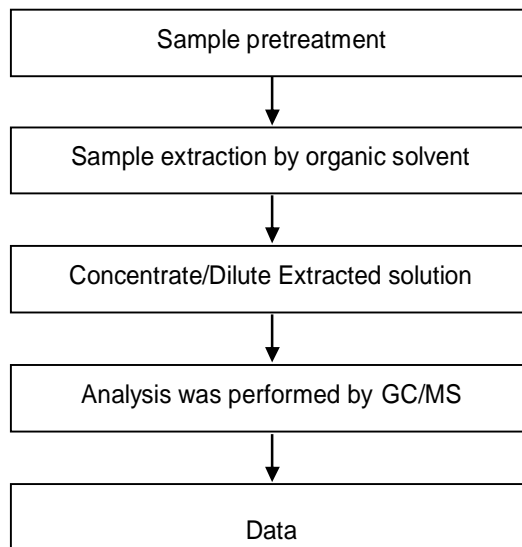 Sample pretreatment
Sample extraction by organic solvent
Concentrate/Dilute Extracted solution
Analysis was performed by GC/MS
Data